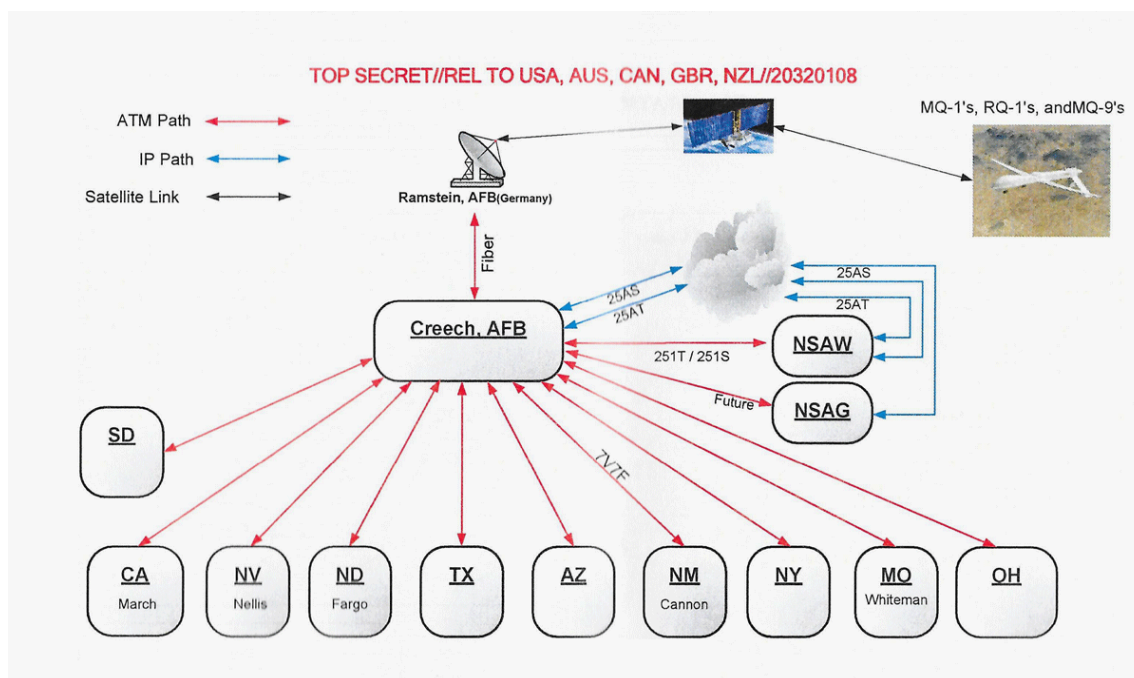 TOP SECRET//REL TO USA, AUS, CAN, GBR, NZL//20320108
ATM Path
IP Path
Satellite Link
Ramstein, AFB(Germany)
MQ-1's, RQ-1's, andMQ-9's
Fiber
Creech, AFB
25AS
25AT
25AS
25AT
251T / 251S
NSAW
Future
NSAG
SD
7V7F
CA
March
NV
Nellis
ND
Fargo
TX
AZ
NM
Cannon
NY
MO
Whiteman
OH